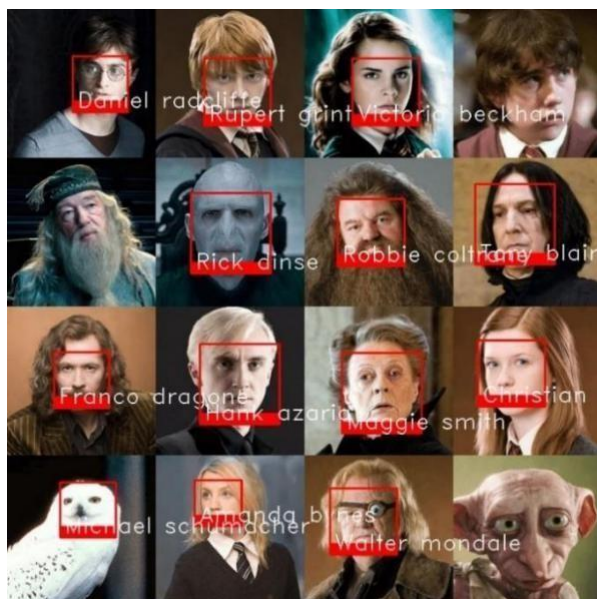 Daniel radcliffe
Rupert grint
Victoria beckham
Rick dinse
Robbie coltrane
Tony blair
Franco dragone
Hank azaria
Maggie smith
Christian
Michael schumacher
Amanda bynes
Walter mondale